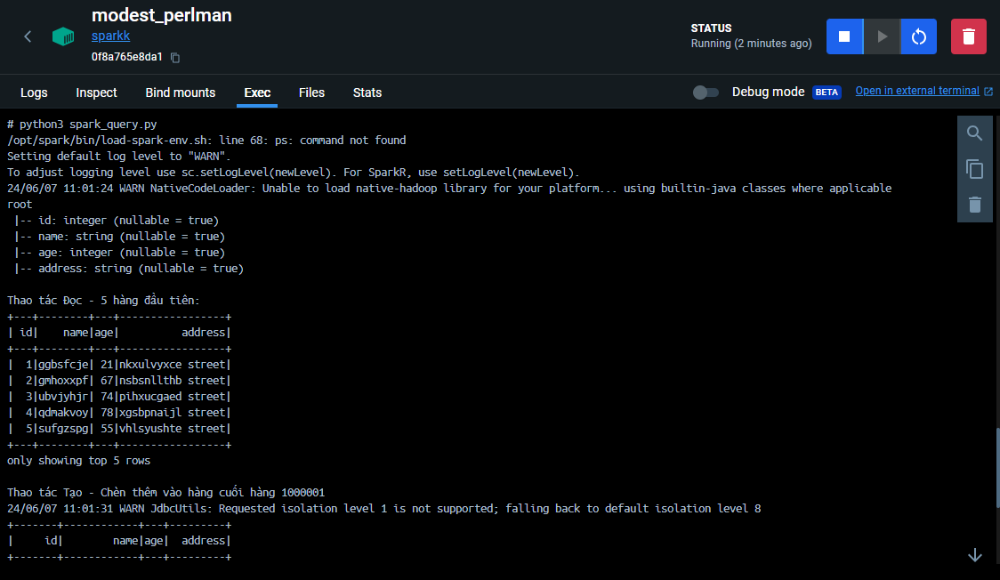 modest_perlman
sparkk
0f8a765e8da1
STATUS
Running (2 minutes ago)
Logs
Inspect
Bind mounts
Exec
Files
Stats
Debug mode
BETA
Open in external terminal
# python3 spark_query.py
/opt/spark/bin/load-spark-env.sh: line 68: ps: command not found
Setting default log level to "WARN".
To adjust logging level use sc.setLogLevel(newLevel). For SparkR, use setLogLevel(newLevel).
24/06/07 11:01:24 WARN NativeCodeLoader: Unable to load native-hadoop library for your platform... using builtin-java classes where applicable
root
 |-- id: integer (nullable = true)
 |-- name: string (nullable = true)
 |-- age: integer (nullable = true)
 |-- address: string (nullable = true)
Thao tác Đọc - 5 hàng đầu tiên:
+---+--------+---+-----------------+
| id|    name|age|          address|
+---+--------+---+-----------------+
|  1|ggbsfcje| 21|nkxulvyxce street|
|  2|gmhoxxpf| 67|nsbsnllthb street|
|  3|ubvjyhjr| 74|pihxucgaed street|
|  4|qdmakvoy| 78|xgsbpnaijl street|
|  5|sufgzspg| 55|vhlsyushte street|
+---+--------+---+-----------------+
only showing top 5 rows
Thao tác Tạo - Chèn thêm vào hàng cuối hàng 1000001
24/06/07 11:01:31 WARN JdbcUtils: Requested isolation level 1 is not supported; falling back to default isolation level 8
+-------+------------+---+---------+
|     id|        name|age|  address|
+-------+------------+---+---------+